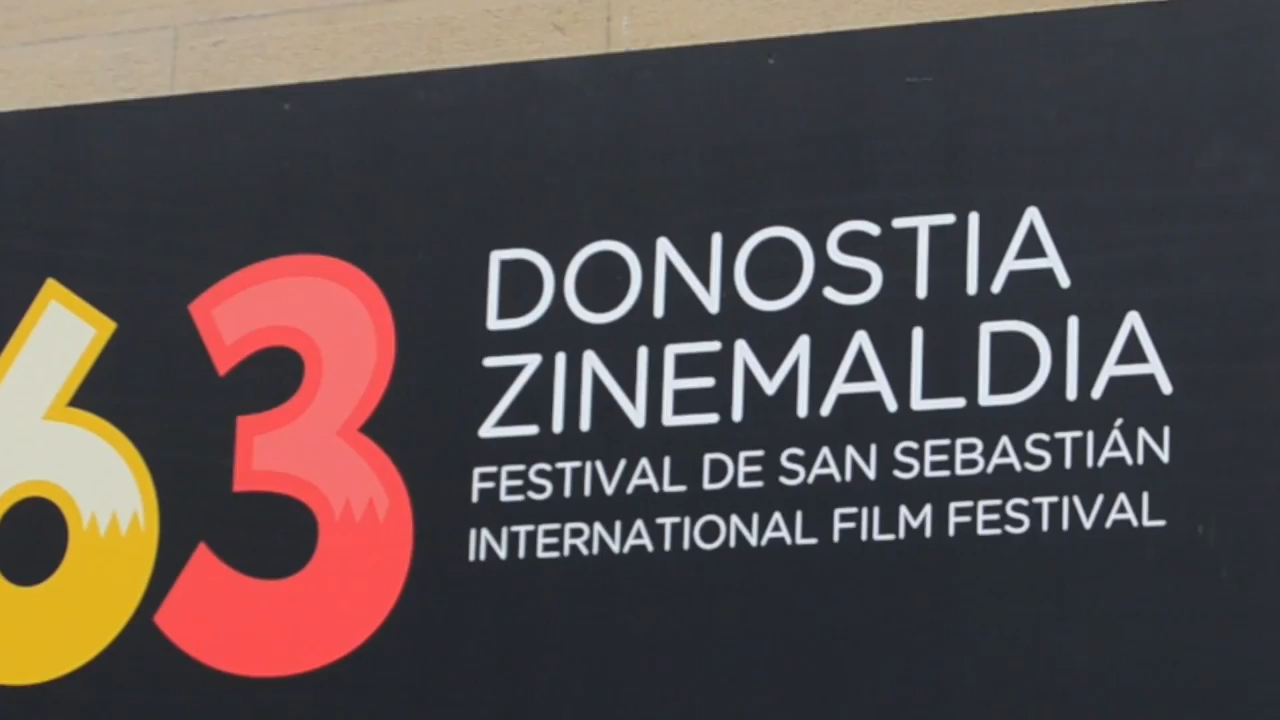 63
DONOSTIA
ZINEMALDIA
FESTIVAL DE SAN SEBASTIÁN
INTERNATIONAL FILM FESTIVAL